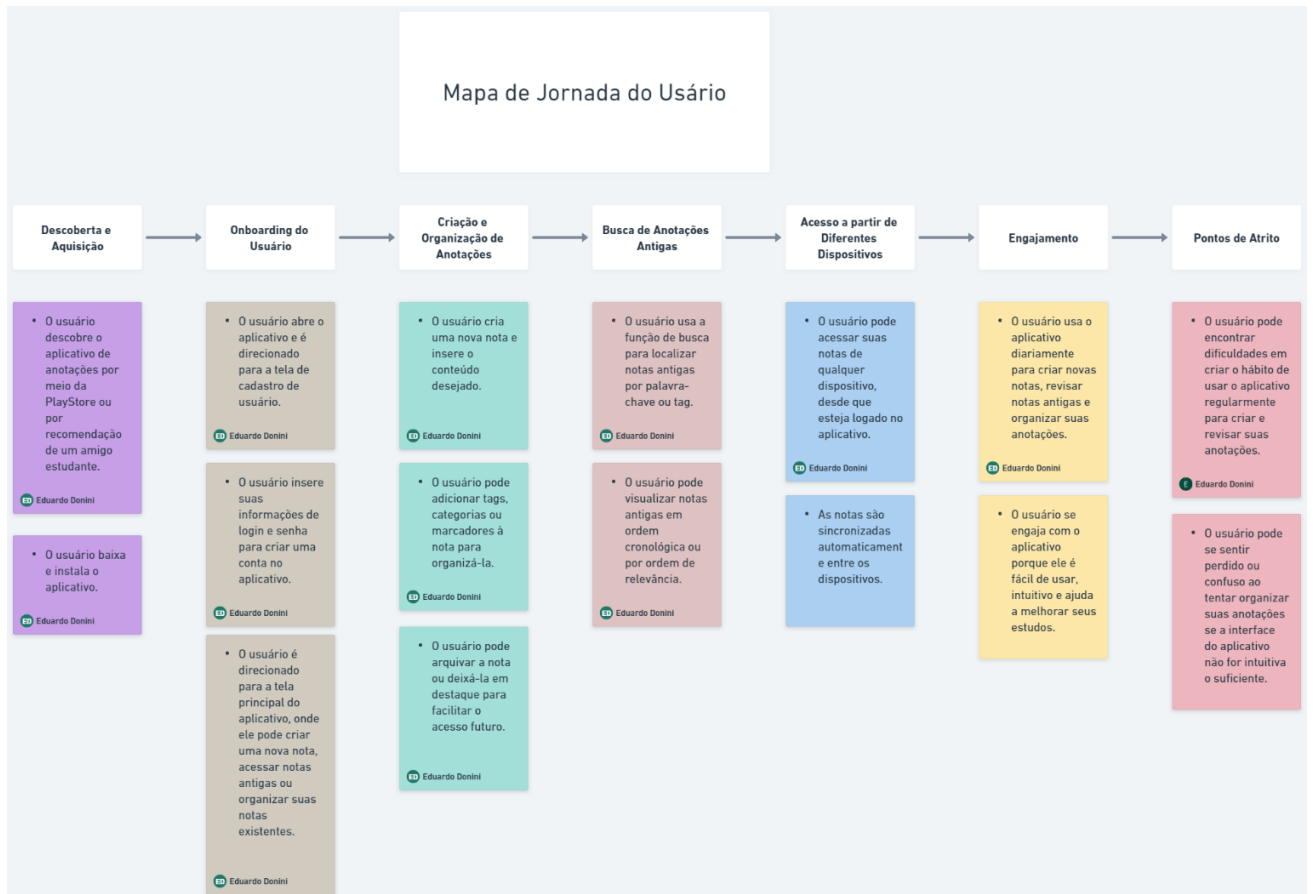 Mapa de Jornada do Usário
Descoberta e
Aquisição
Onboarding do
Usuário
Criação e
Organização de
Anotações
Busca de Anotações
Antigas
Acesso a partir de
Diferentes
Dispositivos
Engajamento
Pontos de Atrito
• O usuário
descobre o
aplicativo de
anotações por
meio da
PlayStore ou
por
recomendação
de um amigo
estudante.
ED Eduardo Donini
• O usuário baixa
e instala o
aplicativo.
ED Eduardo Donini
• O usuário abre o
aplicativo e é
direcionado
para a tela de
cadastro de
usuário.
ED Eduardo Donini
• O usuário insere
suas
informações de
login e senha
para criar uma
conta no
aplicativo.
ED Eduardo Donini
• O usuário é
direcionado
para a tela
principal do
aplicativo, onde
ele pode criar
uma nova nota,
acessar notas
antigas ou
organizar suas
notas
existentes.
ED Eduardo Donini
• O usuário cria
uma nova nota e
insere o
conteúdo
desejado.
ED Eduardo Donini
• O usuário pode
adicionar tags,
categorias ou
marcadores à
nota para
organizá-la.
ED Eduardo Donini
• O usuário pode
arquivar a nota
ou deixá-la em
destaque para
facilitar o
acesso futuro.
ED Eduardo Donini
• O usuário usa a
função de busca
para localizar
notas antigas
por palavra-
chave ou tag.
ED Eduardo Donini
• O usuário pode
visualizar notas
antigas em
ordem
cronológica ou
por ordem de
relevância.
ED Eduardo Donini
• O usuário pode
acessar suas
notas de
qualquer
dispositivo,
desde que
esteja logado no
aplicativo.
ED Eduardo Donini
• As notas são
sincronizadas
automaticament
e entre os
dispositivos.
• O usuário usa o
aplicativo
diariamente
para criar novas
notas, revisar
notas antigas e
organizar suas
anotações.
ED Eduardo Donini
• O usuário se
engaja com o
aplicativo
porque ele é
fácil de usar,
intuitivo e ajuda
a melhorar seus
estudos.
• O usuário pode
encontrar
dificuldades em
criar o hábito de
usar o aplicativo
regularmente
para criar e
revisar suas
anotações.
E Eduardo Donini
• O usuário pode
se sentir
perdido ou
confuso ao
tentar organizar
suas anotações
se a interface
do aplicativo
não for intuitiva
o suficiente.